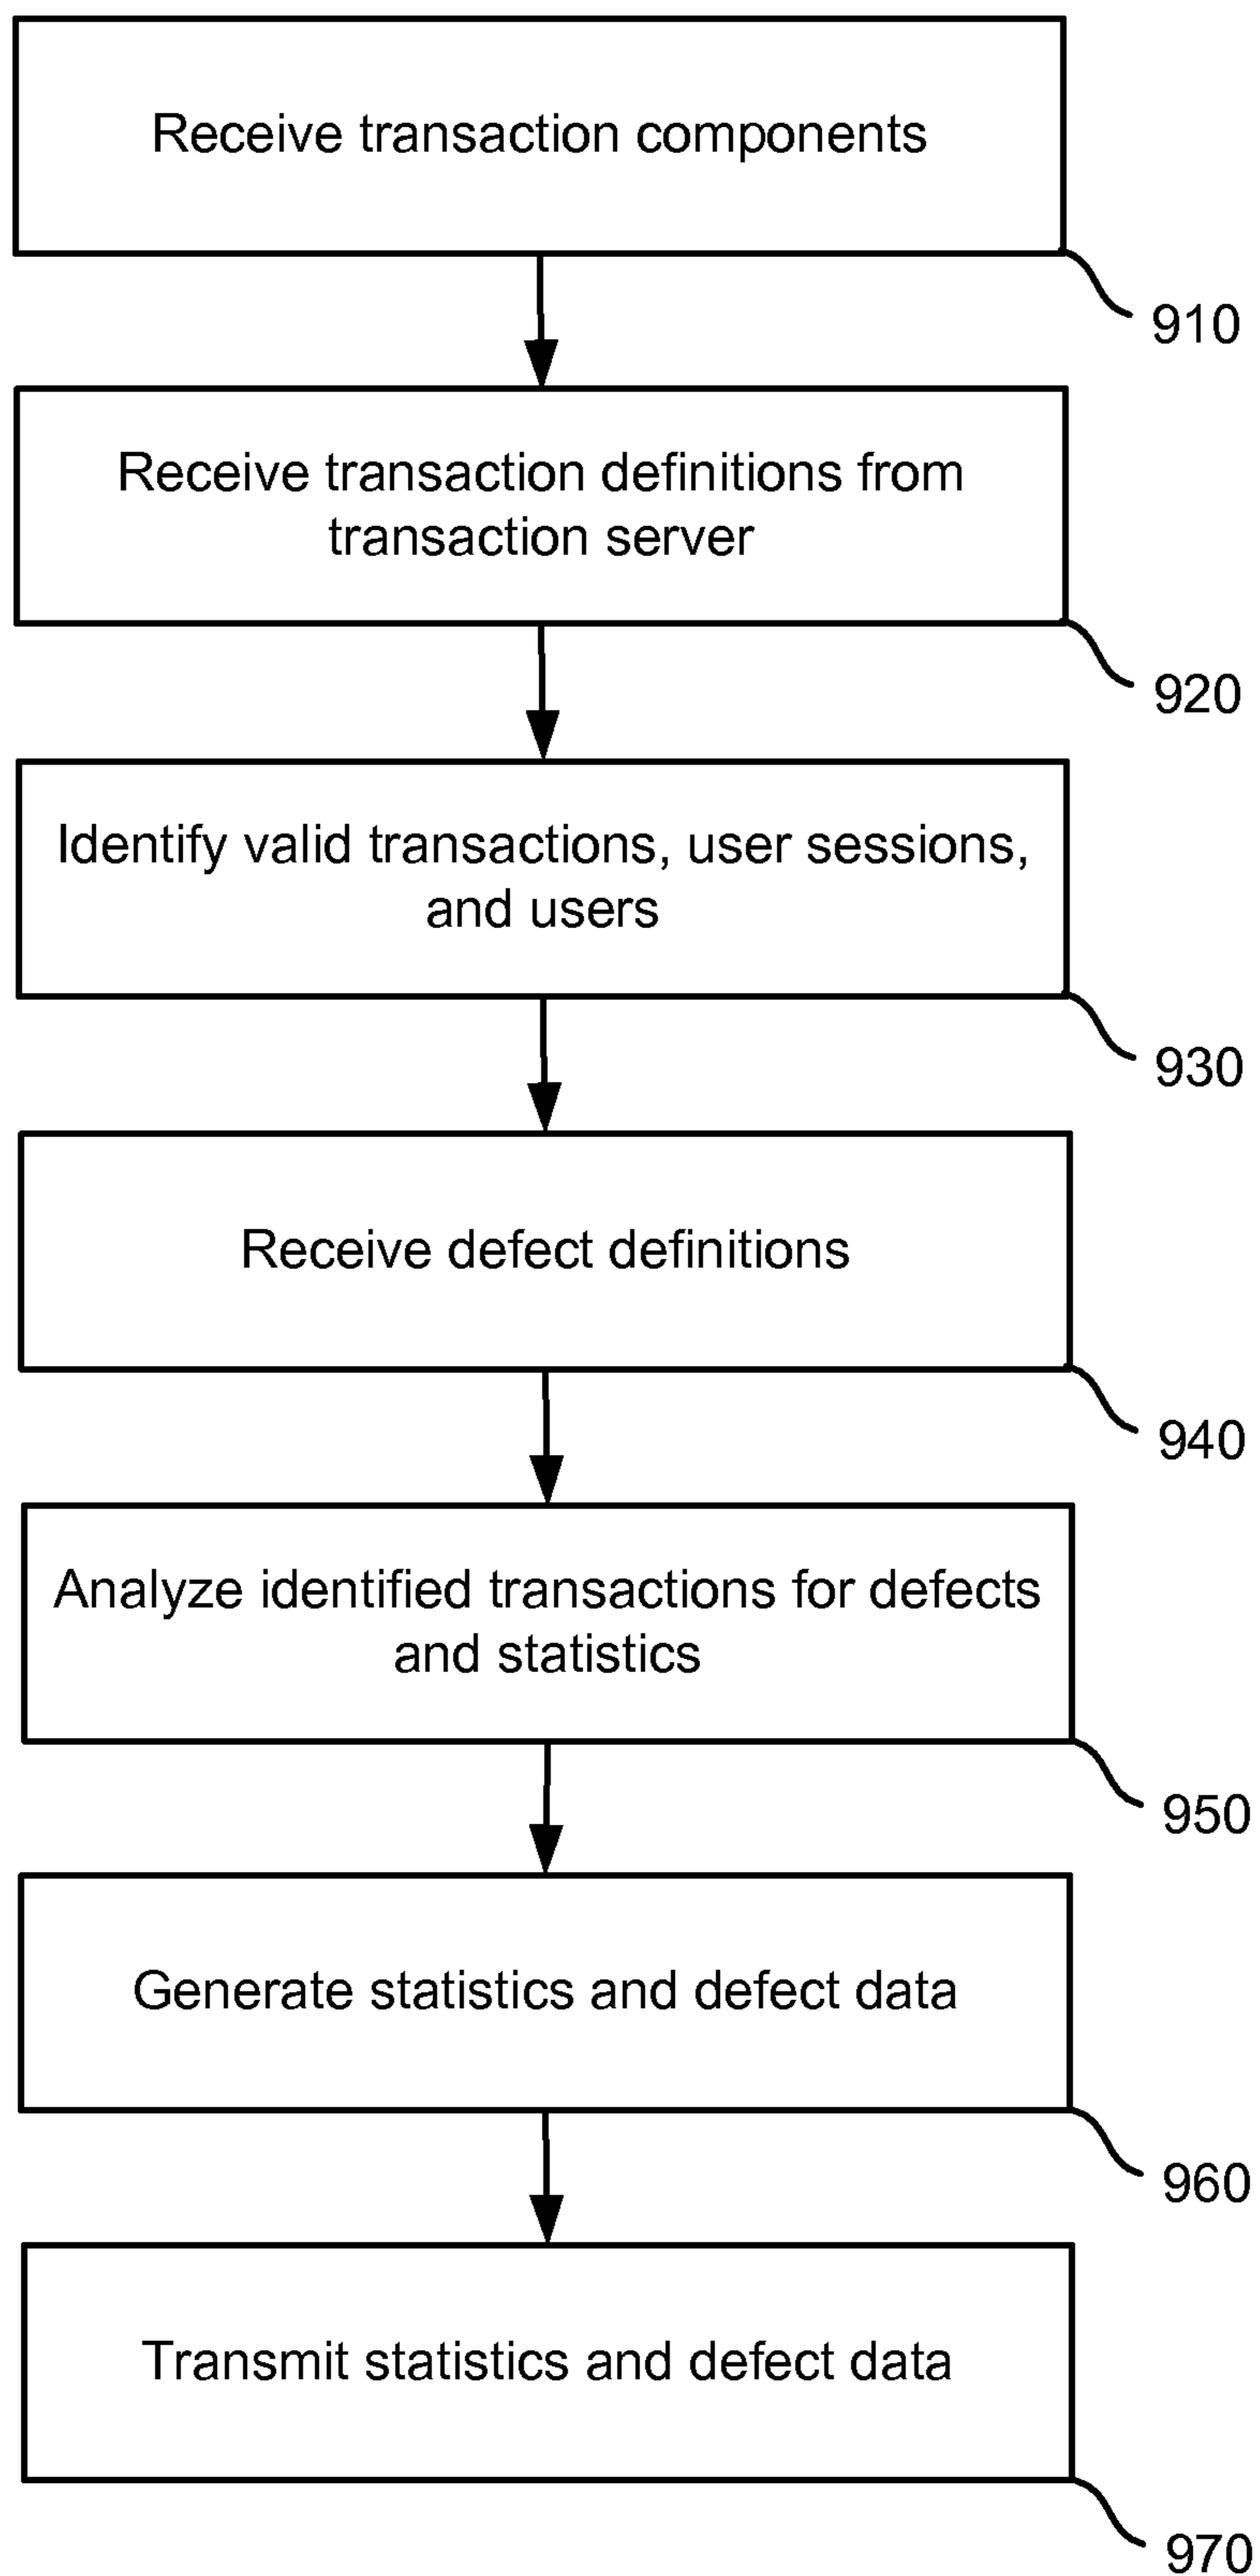 Receive transaction components
910
Receive transaction definitions from
transaction server
920
Identify valid transactions, user sessions,
and users
930
Receive defect definitions
940
Analyze identified transactions for defects
and statistics
950
Generate statistics and defect data
960
Transmit statistics and defect data
970